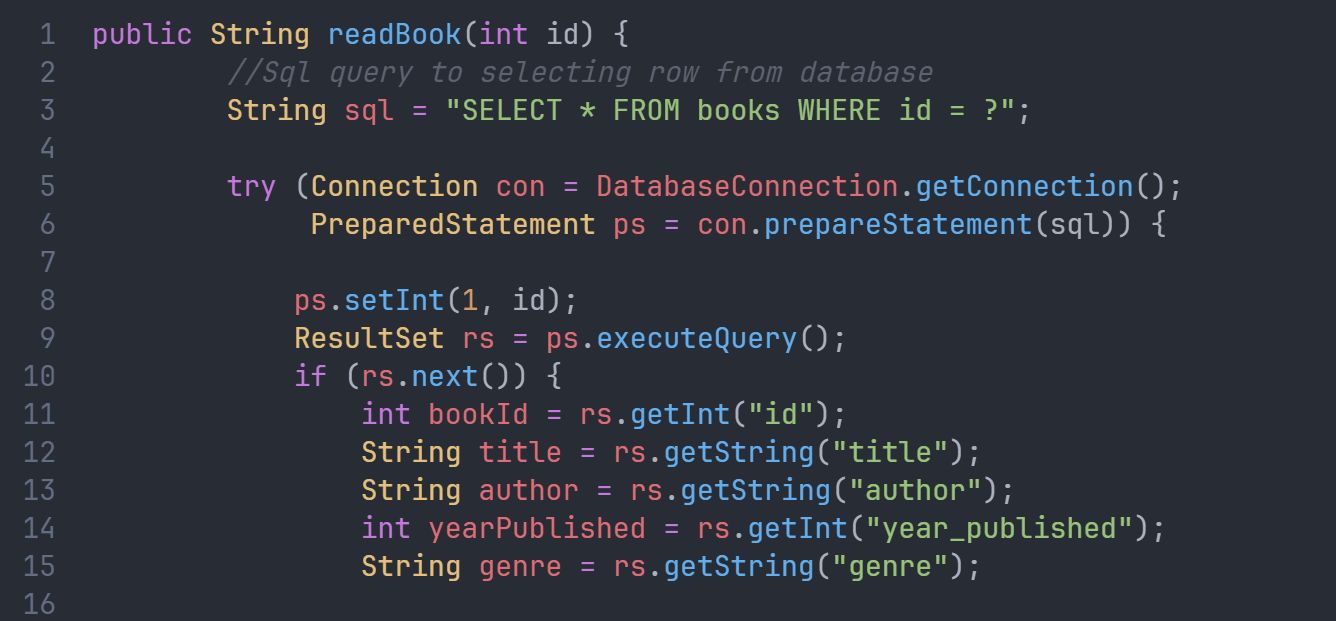 1 public String readBook(int id) {
2 //Sql query to selecting row from database
3 String sql = "SELECT * FROM books WHERE id = ?";
4
5 try (Connection con = DatabaseConnection.getConnection();
6 PreparedStatement ps = con.prepareStatement(sql)) {
7
8 ps.setInt(1, id);
9 ResultSet rs = ps.executeQuery();
10 if (rs.next()) {
11 int bookId = rs.getInt("id");
12 String title = rs.getString("title");
13 String author = rs.getString("author");
14 int yearPublished = rs.getInt("year_published");
15 String genre = rs.getString("genre");
16